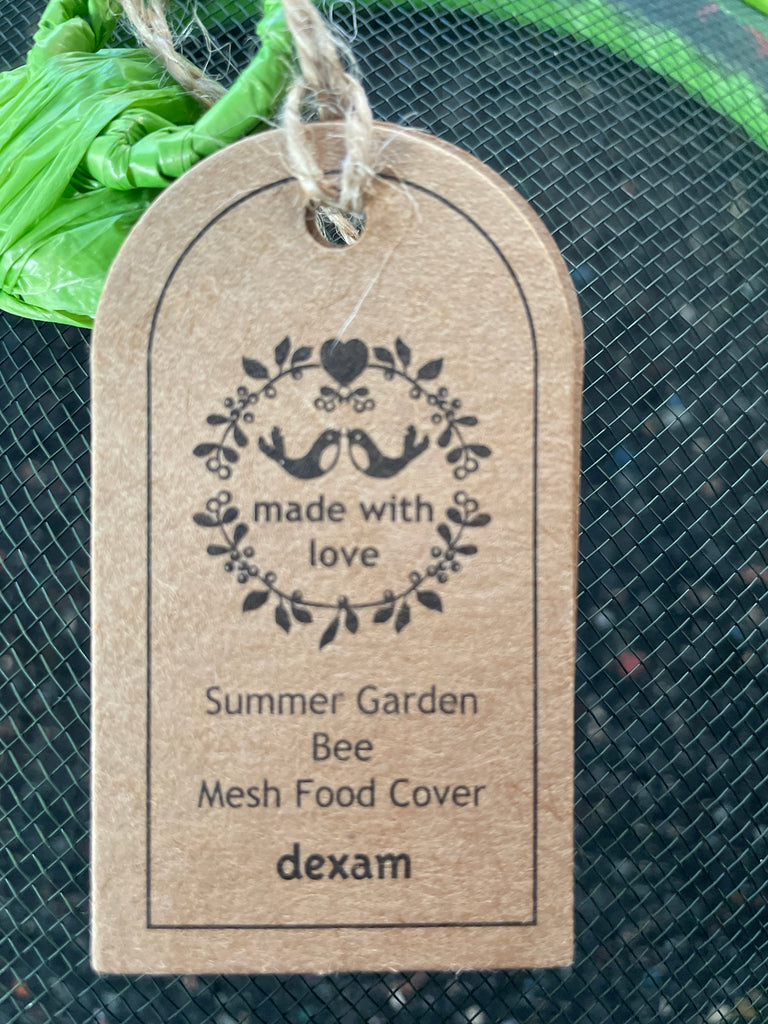 made with
love
Summer Garden
Bee
Mesh Food Cover
dexam